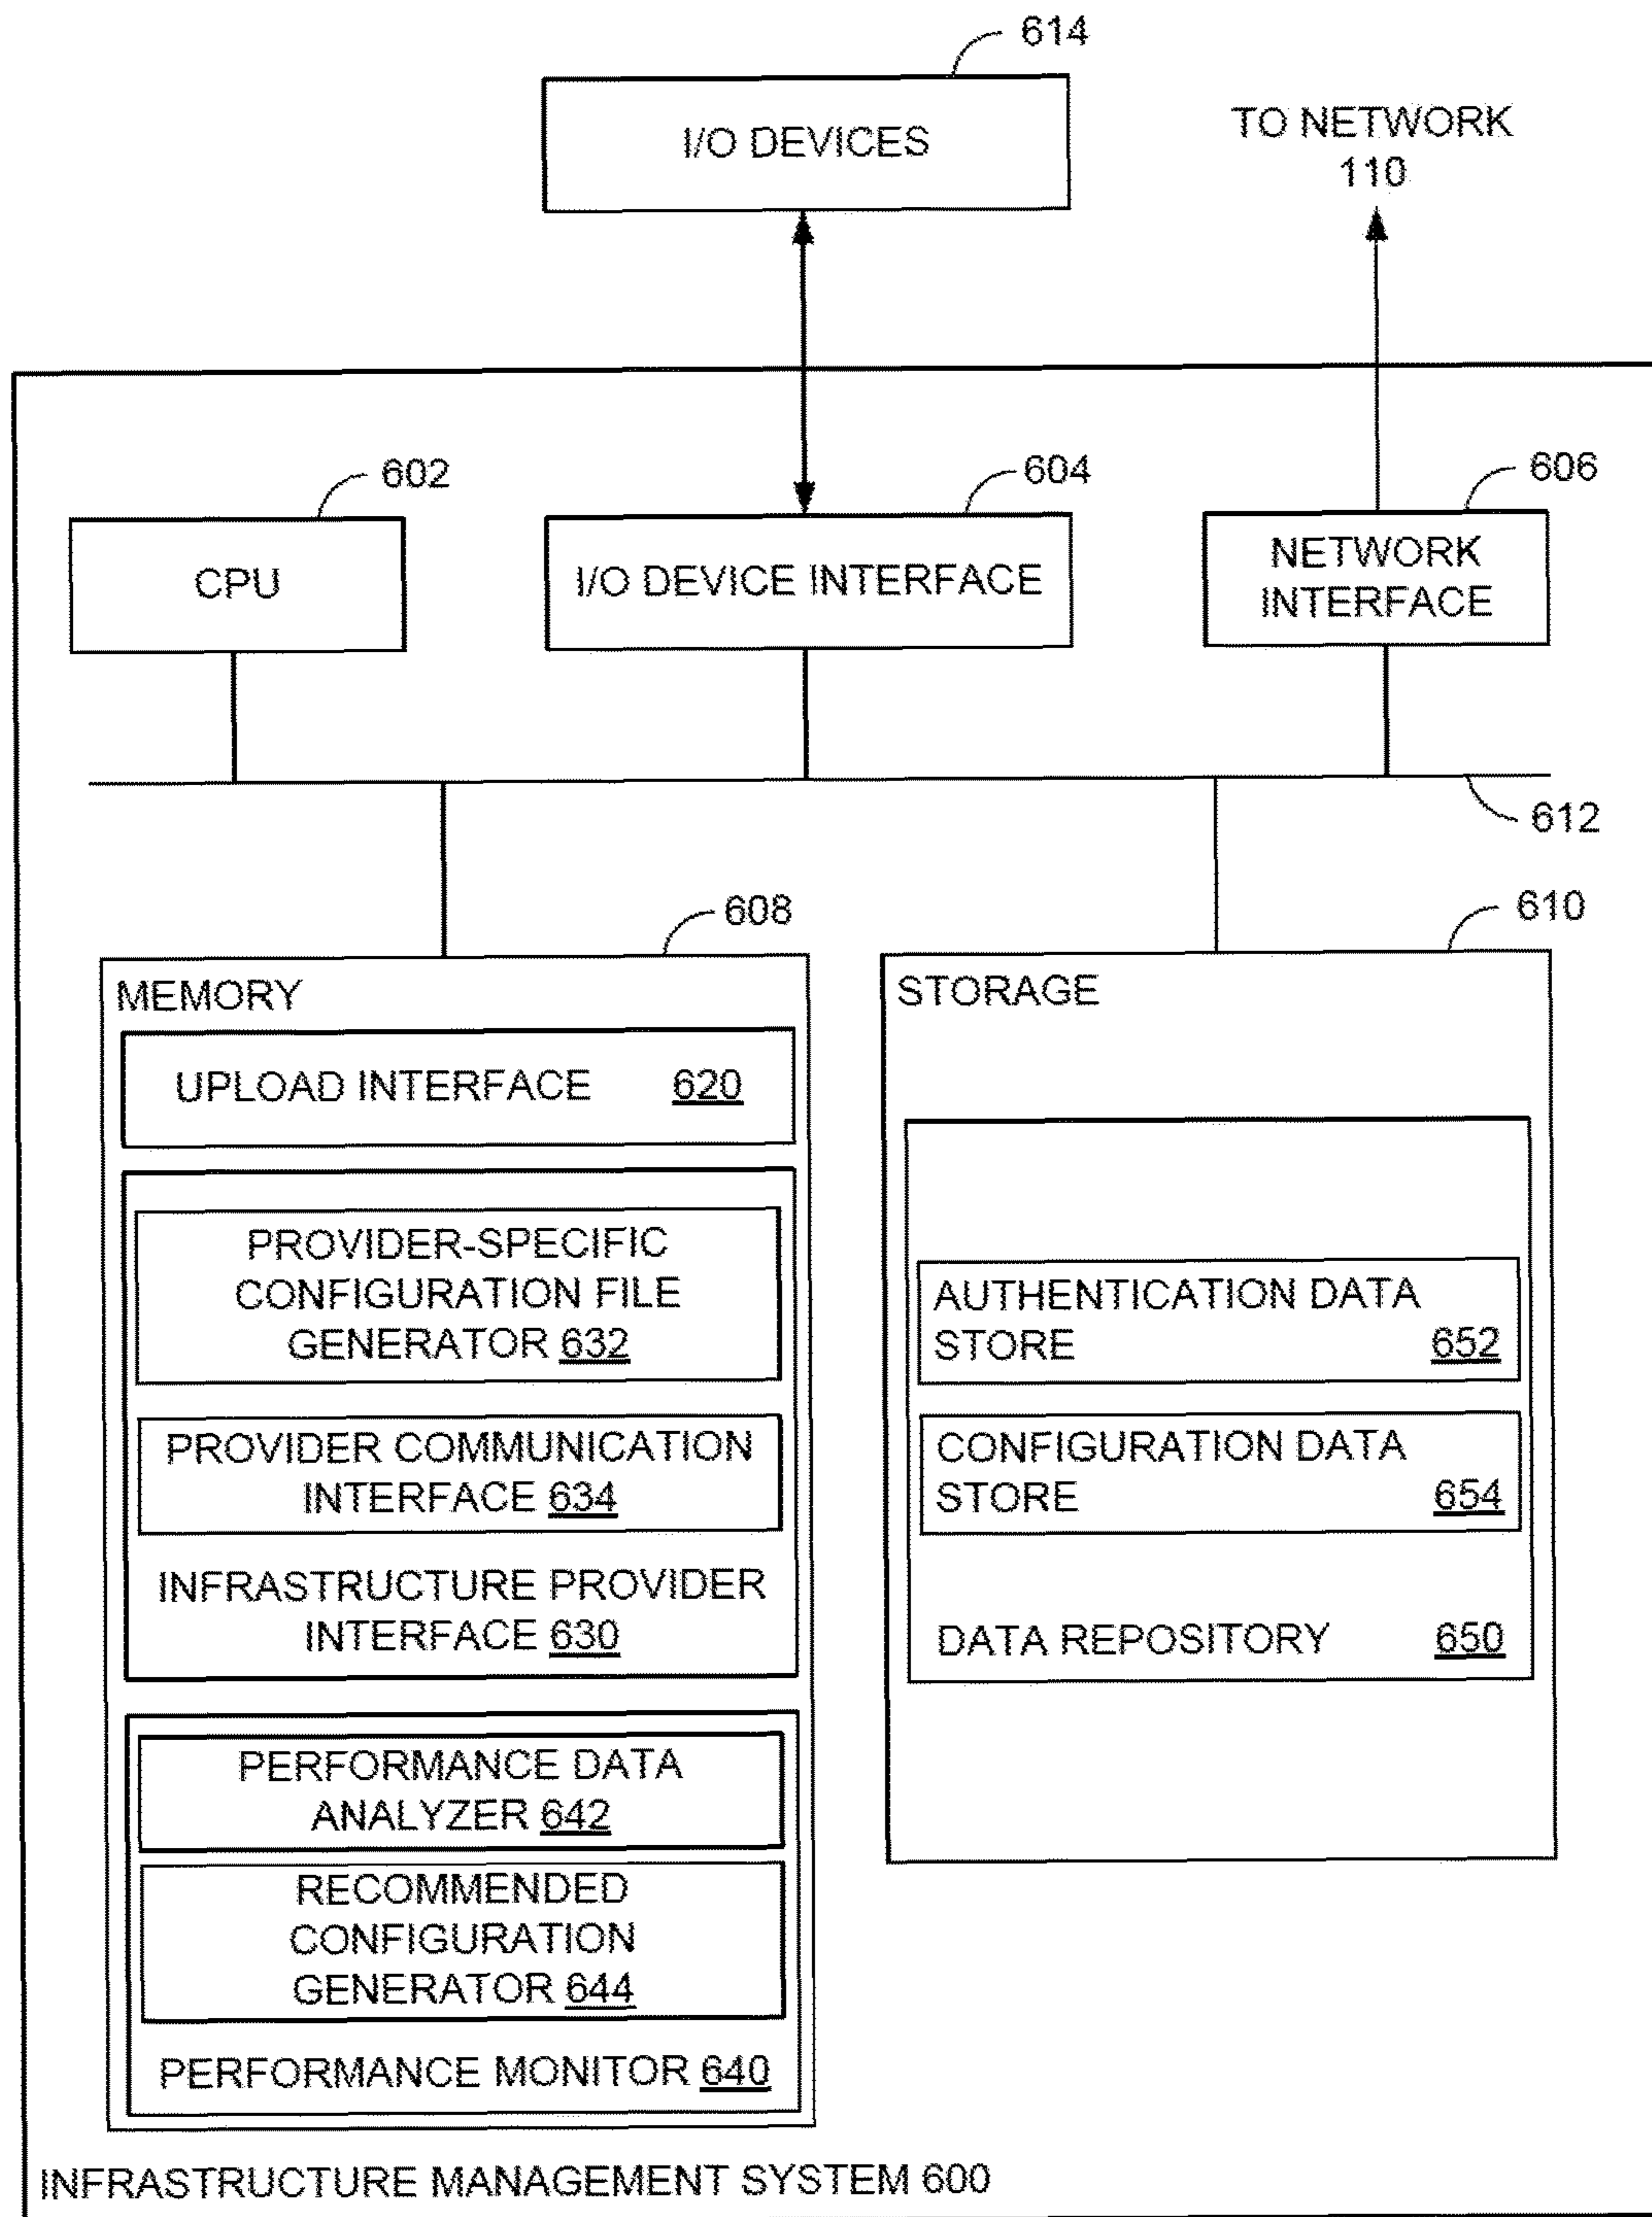 614
I/O DEVICES
TO NETWORK
110
602
604
606
CPU
I/O DEVICE INTERFACE
NETWORK
INTERFACE
612
608
610
MEMORY
UPLOAD INTERFACE 620
PROVIDER-SPECIFIC
CONFIGURATION FILE
GENERATOR 632
PROVIDER COMMUNICATION
INTERFACE 634
INFRASTRUCTURE PROVIDER
INTERFACE 630
PERFORMANCE DATA
ANALYZER 642
RECOMMENDED
CONFIGURATION
GENERATOR 644
PERFORMANCE MONITOR 640
STORAGE
AUTHENTICATION DATA
STORE 652
CONFIGURATION DATA
STORE 654
DATA REPOSITORY 650
INFRASTRUCTURE MANAGEMENT SYSTEM 600